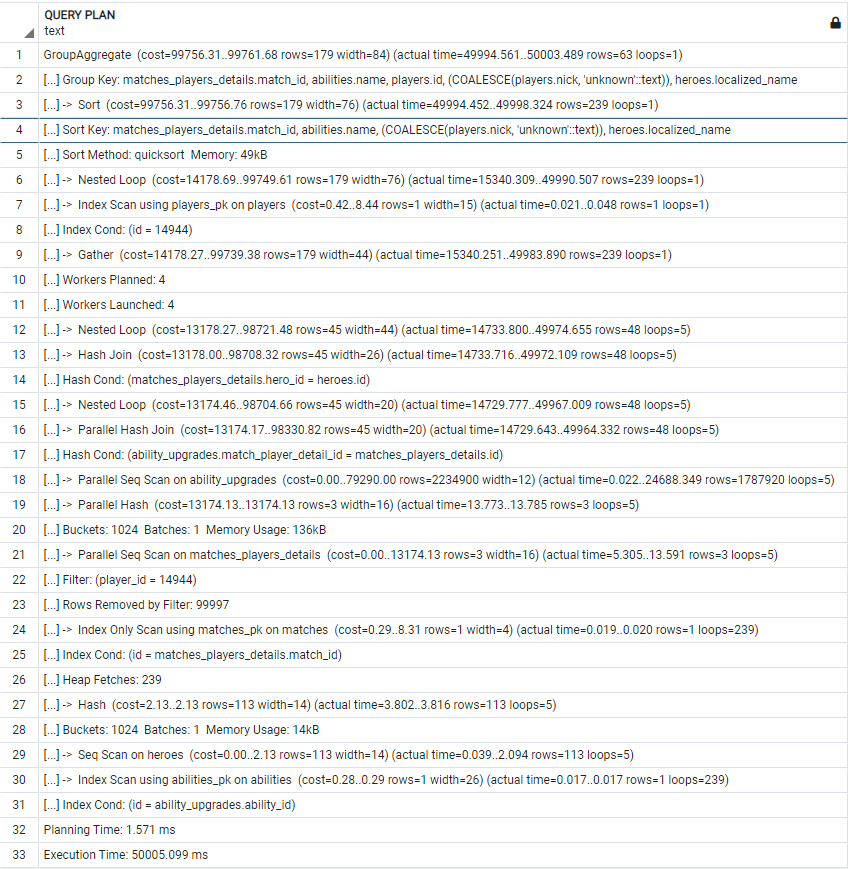 QUERY PLAN
text
1 GroupAggregate (cost=99756.31..99761.68 rows=179 width=84) (actual time=49994.561..50003.489 rows=63 loops=1)
2 [...] Group Key: matches_players_details.match_id, abilities.name, players.id, (COALESCE(players.nick, 'unknown'::text)), heroes.localized_name
3 [...] -> Sort (cost=99756.31..99756.76 rows=179 width=76) (actual time=49994.452..49998.324 rows=239 loops=1)
4 [...] Sort Key: matches_players_details.match_id, abilities.name, (COALESCE(players.nick, 'unknown'::text)), heroes.localized_name
5 [...] Sort Method: quicksort Memory: 49kB
6 [...] -> Nested Loop (cost=14178.69..99749.61 rows=179 width=76) (actual time=15340.309..49990.507 rows=239 loops=1)
7 [...] -> Index Scan using players_pk on players (cost=0.42..8.44 rows=1 width=15) (actual time=0.021..0.048 rows=1 loops=1)
8 [...] Index Cond: (id = 14944)
9 [...] -> Gather (cost=14178.27..99739.38 rows=179 width=44) (actual time=15340.251..49983.890 rows=239 loops=1)
10 [...] Workers Planned: 4
11 [...] Workers Launched: 4
12 [...] -> Nested Loop (cost=13178.27..98721.48 rows=45 width=44) (actual time=14733.800..49974.655 rows=48 loops=5)
13 [...] -> Hash Join (cost=13178.00..98708.32 rows=45 width=26) (actual time=14733.716..49972.109 rows=48 loops=5)
14 [...] Hash Cond: (matches_players_details.hero_id = heroes.id)
15 [...] -> Nested Loop (cost=13174.46..98704.66 rows=45 width=20) (actual time=14729.777..49967.009 rows=48 loops=5)
16 [...] -> Parallel Hash Join (cost=13174.17..98330.82 rows=45 width=20) (actual time=14729.643..49964.332 rows=48 loops=5)
17 [...] Hash Cond: (ability_upgrades.match_player_detail_id = matches_players_details.id)
18 [...] -> Parallel Seq Scan on ability_upgrades (cost=0.00..79290.00 rows=2234900 width=12) (actual time=0.022..24688.349 rows=1787920 loops=5)
19 [...] -> Parallel Hash (cost=13174.13..13174.13 rows=3 width=16) (actual time=13.773..13.785 rows=3 loops=5)
20 [...] Buckets: 1024 Batches: 1 Memory Usage: 136kB
21 [...] -> Parallel Seq Scan on matches_players_details (cost=0.00..13174.13 rows=3 width=16) (actual time=5.305..13.591 rows=3 loops=5)
22 [...] Filter: (player_id = 14944)
23 [...] Rows Removed by Filter: 99997
24 [...] -> Index Only Scan using matches_pk on matches (cost=0.29..8.31 rows=1 width=4) (actual time=0.019..0.020 rows=1 loops=239)
25 [...] Index Cond: (id = matches_players_details.match_id)
26 [...] Heap Fetches: 239
27 [...] -> Hash (cost=2.13..2.13 rows=113 width=14) (actual time=3.802..3.816 rows=113 loops=5)
28 [...] Buckets: 1024 Batches: 1 Memory Usage: 14kB
29 [...] -> Seq Scan on heroes (cost=0.00..2.13 rows=113 width=14) (actual time=0.039..2.094 rows=113 loops=5)
30 [...] -> Index Scan using abilities_pk on abilities (cost=0.28..0.29 rows=1 width=26) (actual time=0.017..0.017 rows=1 loops=239)
31 [...] Index Cond: (id = ability_upgrades.ability_id)
32 Planning Time: 1.571 ms
33 Execution Time: 50005.099 ms